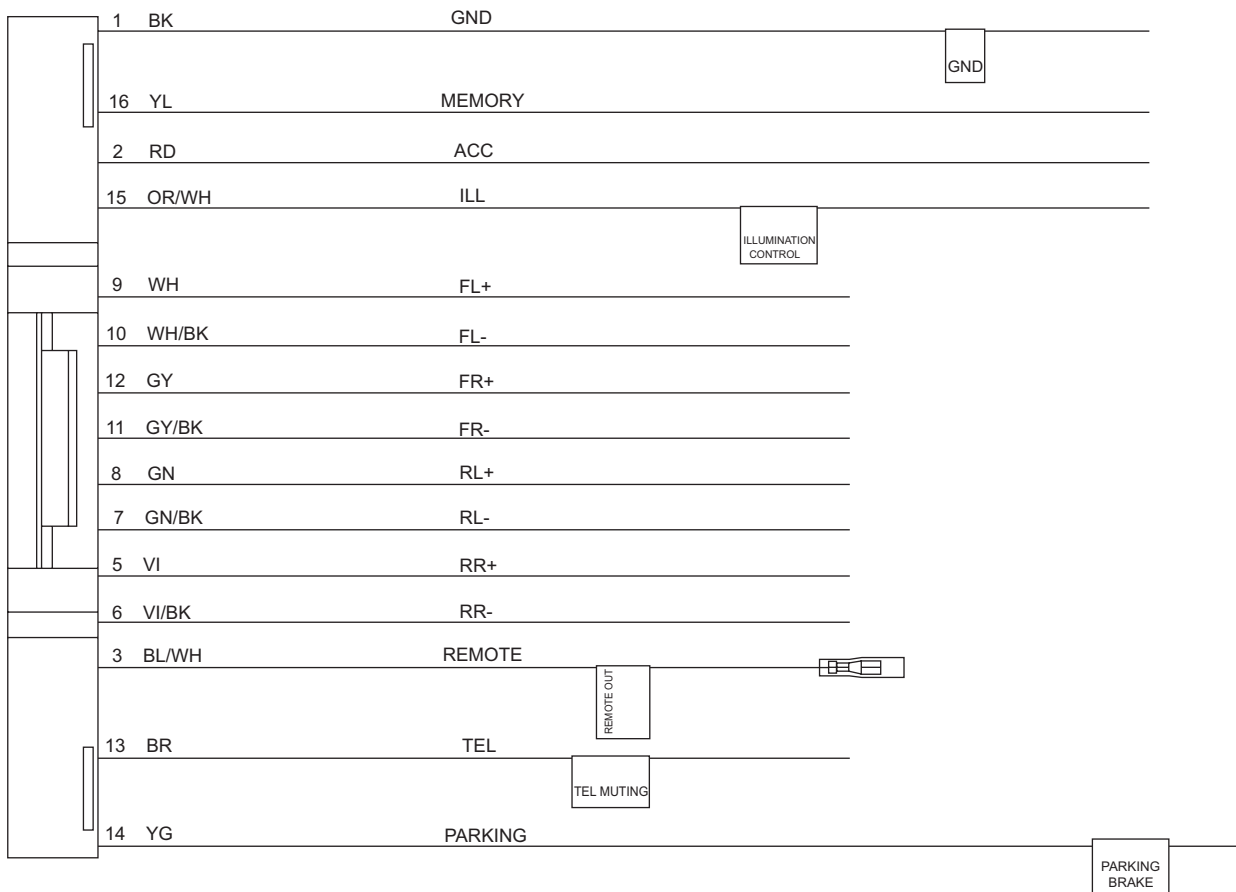 1 BK GND
GND
16 YL MEMORY
2 RD ACC
15 OR/WH ILL
ILLUMINATION
CONTROL
9 WH FL+
10 WH/BK FL-
12 GY FR+
11 GY/BK FR-
8 GN RL+
7 GN/BK RL-
5 VI RR+
6 VI/BK RR-
3 BL/WH REMOTE
REMOTE OUT
13 BR TEL
TEL MUTING
14 YG PARKING
PARKING
BRAKE